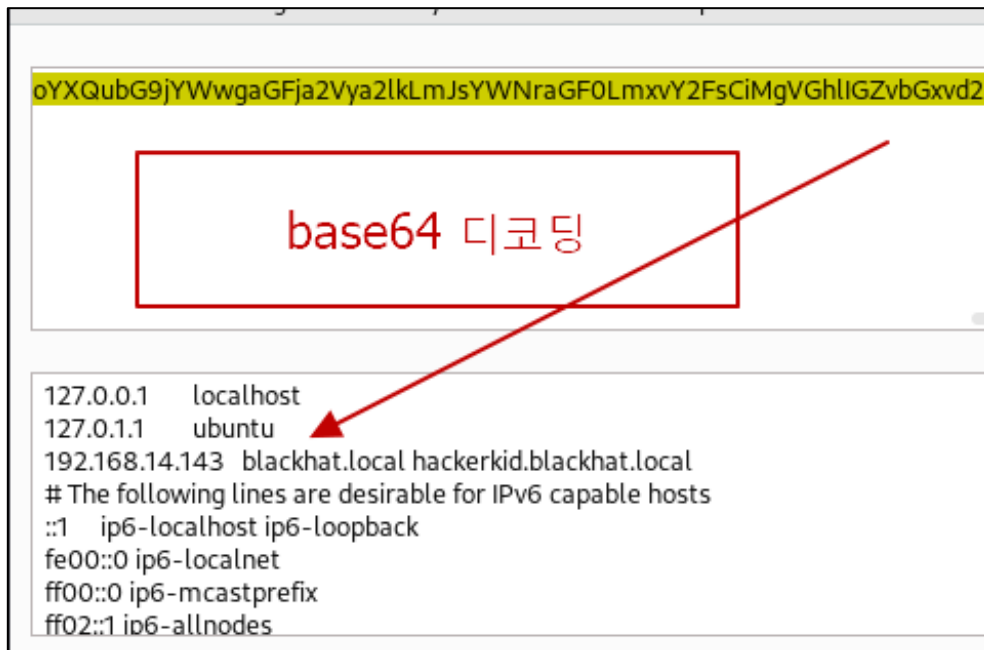 oYXQubG9jYWwgaGFja2Vya2lkLmJsYWNraGF0LmxvY2FsCiMgVGhlIGZvbGxvd2
base64 디코딩
127.0.0.1 localhost
127.0.1.1 ubuntu
192.168.14.143 blackhat.local hackerkid.blackhat.local
# The following lines are desirable for IPv6 capable hosts
::1 ip6-localhost ip6-loopback
fe00::0 ip6-localnet
ff00::0 ip6-mcastprefix
ff02::1 ip6-allnodes